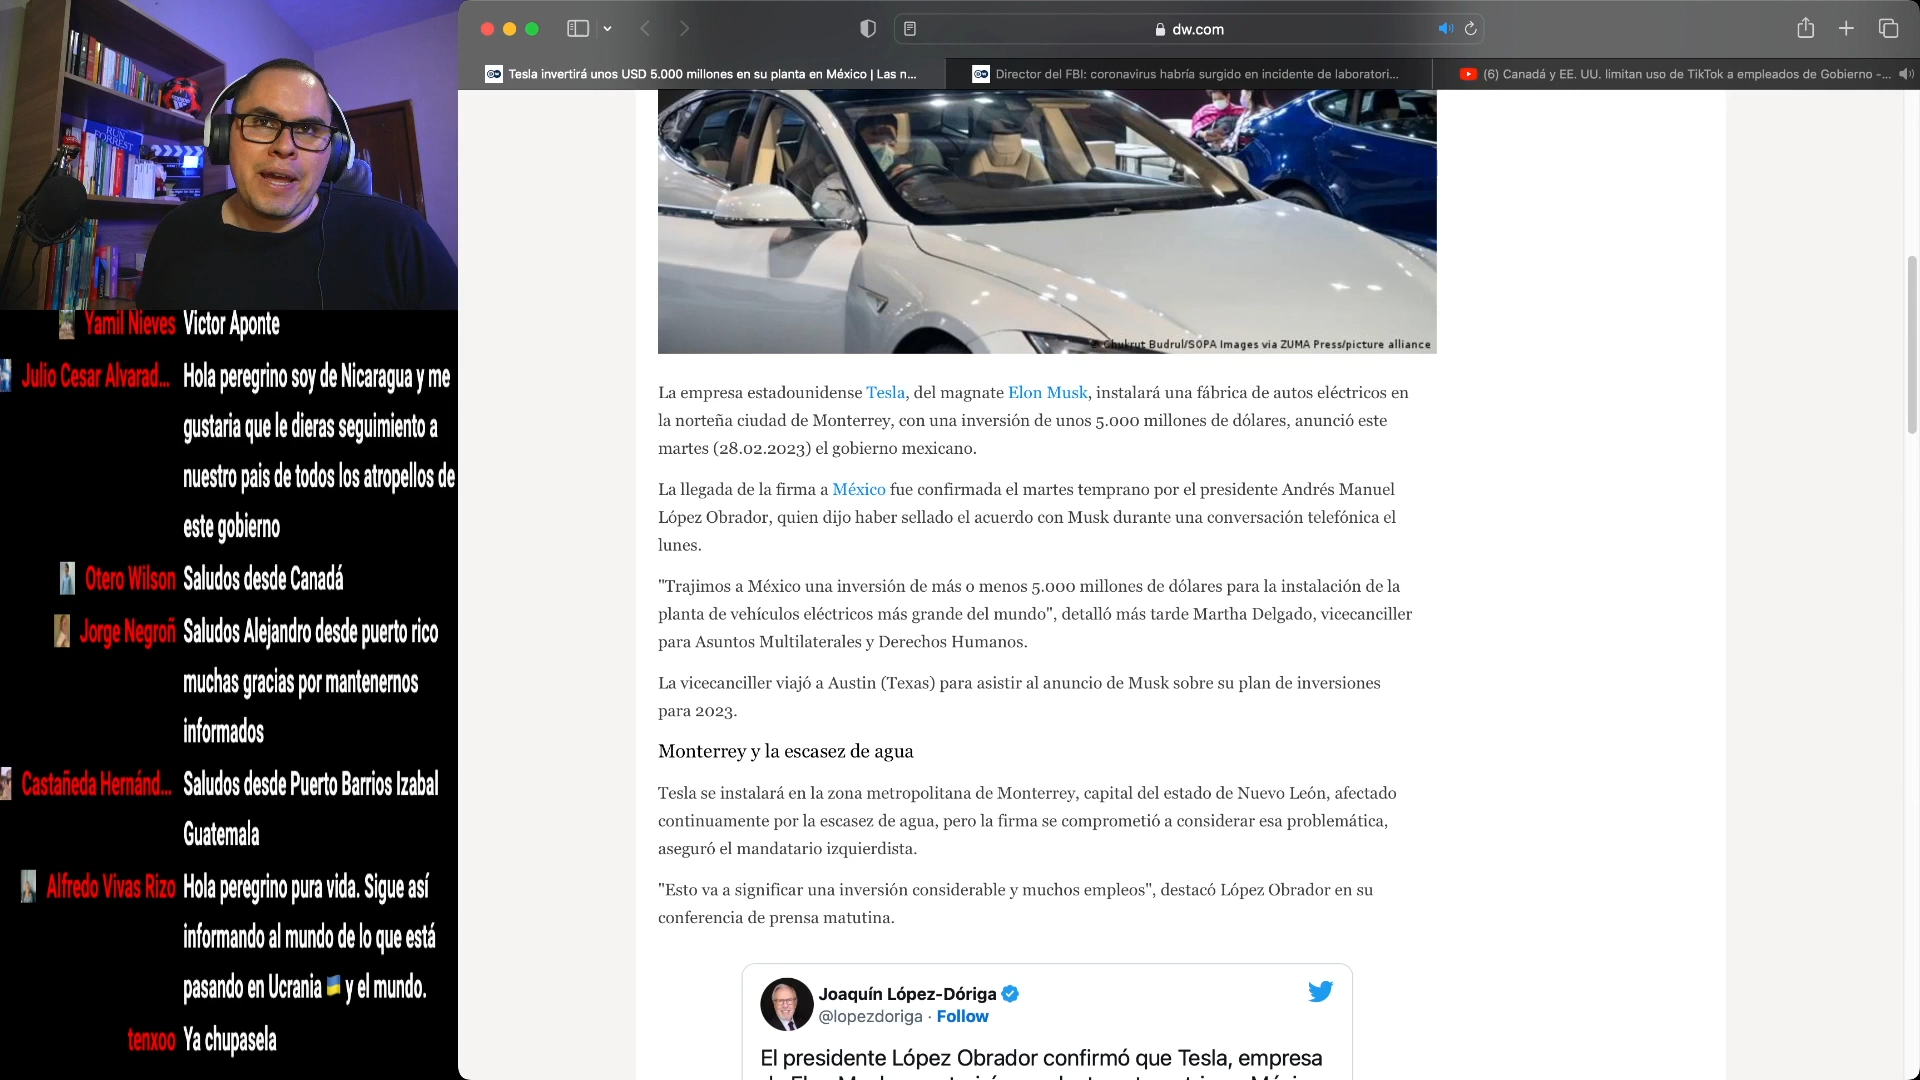 RUN
FORREST
Yamil Nieves Victor Aponte
Julio Cesar Alvarad... Hola peregrino soy de Nicaragua y me
gustaria que le dieras seguimiento a
nuestro pais de todos los atropellos de
este gobierno
Otero Wilson Saludos desde Canadá
Jorge Negroñ Saludos Alejandro desde puerto rico
muchas gracias por mantenernos
informados
Castañeda Hernánd... Saludos desde Puerto Barrios Izabal
Guatemala
Alfredo Vivas Rizo Hola peregrino pura vida. Sigue así
informando al mundo de lo que está
pasando en Ucrania 🇺🇦 y el mundo.
tenxoo Ya chupasela
dw.com
Tesla invertirá unos USD 5.000 millones en su planta en México | Las n...
Director del FBI: coronavirus habría surgido en incidente de laboratori...
(6) Canadá y EE. UU. limitan uso de TikTok a empleados de Gobierno -...
Chukrut Budrul/SOPA Images via ZUMA Press/picture alliance
La empresa estadounidense Tesla, del magnate Elon Musk, instalará una fábrica de autos eléctricos en
la norteña ciudad de Monterrey, con una inversión de unos 5.000 millones de dólares, anunció este
martes (28.02.2023) el gobierno mexicano.
La llegada de la firma a México fue confirmada el martes temprano por el presidente Andrés Manuel
López Obrador, quien dijo haber sellado el acuerdo con Musk durante una conversación telefónica el
lunes.
"Trajimos a México una inversión de más o menos 5.000 millones de dólares para la instalación de la
planta de vehículos eléctricos más grande del mundo", detalló más tarde Martha Delgado, vicecanciller
para Asuntos Multilaterales y Derechos Humanos.
La vicecanciller viajó a Austin (Texas) para asistir al anuncio de Musk sobre su plan de inversiones
para 2023.
Monterrey y la escasez de agua
Tesla se instalará en la zona metropolitana de Monterrey, capital del estado de Nuevo León, afectado
continuamente por la escasez de agua, pero la firma se comprometió a considerar esa problemática,
aseguró el mandatario izquierdista.
"Esto va a significar una inversión considerable y muchos empleos", destacó López Obrador en su
conferencia de prensa matutina.
Joaquín López-Dóriga
@lopezdoriga · Follow
El presidente López Obrador confirmó que Tesla, empresa